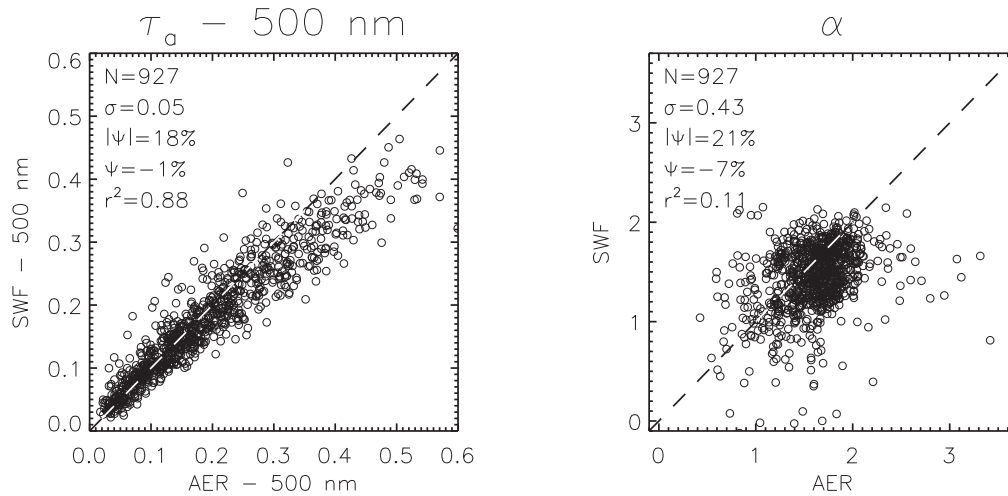 τa − 500 nm
N=927
σ=0.05
|ψ|=18%
ψ=−1%
r²=0.88
SWF − 500 nm
0.6
0.5
0.4
0.3
0.2
0.1
0.0
0.0 0.1 0.2 0.3 0.4 0.5 0.6
AER − 500 nm
α
N=927
σ=0.43
|ψ|=21%
ψ=−7%
r²=0.11
SWF
3
2
1
0
0 1 2 3
AER